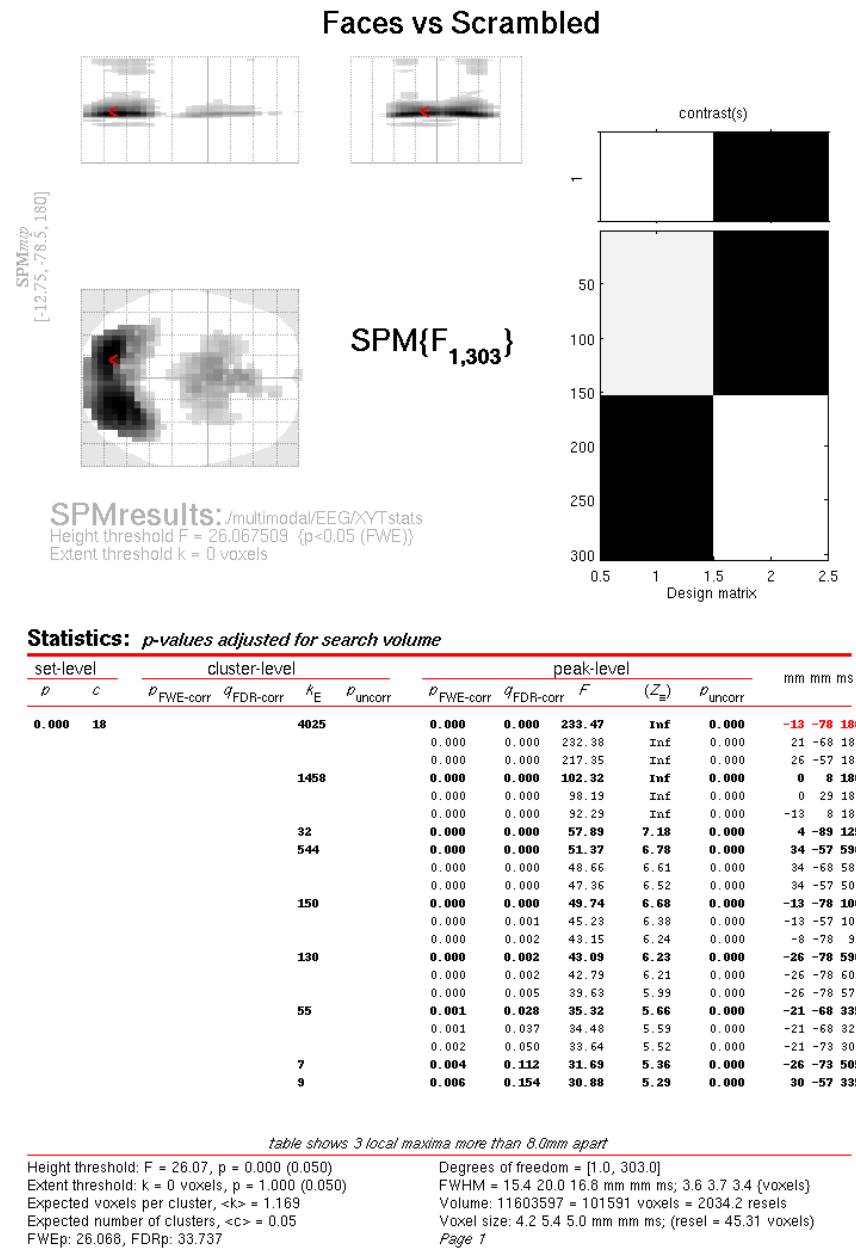 Faces vs Scrambled
contrast(s)
1
SPMmip
[-12.75, -78.5, 180]
SPM{F1,303}
50
100
150
200
250
300
0.5 1 1.5 2 2.5
Design matrix
SPMresults: ./multimodal/EEG/XYTstats
Height threshold F = 26.067509 {p<0.05 (FWE)}
Extent threshold k = 0 voxels
Statistics: p-values adjusted for search volume
set-level cluster-level peak-level mm mm ms
p c pFWE-corr qFDR-corr kE puncorr pFWE-corr qFDR-corr F (Z≡) puncorr
0.000 18 4025 0.000 0.000 233.47 Inf 0.000 -13 -78
0.000 0.000 232.38 Inf 0.000 21 -68
0.000 0.000 217.35 Inf 0.000 26 -57
1458 0.000 0.000 102.32 Inf 0.000 0 8
0.000 0.000 98.19 Inf 0.000 0 29
0.000 0.000 92.29 Inf 0.000 -13 8
32 0.000 0.000 57.89 7.18 0.000 4 -89
544 0.000 0.000 51.37 6.78 0.000 34 -57
0.000 0.000 48.66 6.61 0.000 34 -68
0.000 0.000 47.36 6.52 0.000 34 -57
150 0.000 0.000 49.74 6.68 0.000 -13 -78
0.000 0.001 45.23 6.38 0.000 -13 -57
0.000 0.002 43.15 6.24 0.000 -8 -78
130 0.000 0.002 43.09 6.23 0.000 -26 -78
0.000 0.002 42.79 6.21 0.000 -26 -78
0.000 0.005 39.63 5.99 0.000 -26 -78
55 0.001 0.028 35.32 5.66 0.000 -21 -68
0.001 0.037 34.48 5.59 0.000 -21 -68
0.002 0.050 33.64 5.52 0.000 -21 -73
7 0.004 0.112 31.69 5.36 0.000 -26 -73
9 0.006 0.154 30.88 5.29 0.000 30 -57
table shows 3 local maxima more than 8.0mm apart
Height threshold: F = 26.07, p = 0.000 (0.050)
Extent threshold: k = 0 voxels, p = 1.000 (0.050)
Expected voxels per cluster, <k> = 1.169
Expected number of clusters, <c> = 0.05
FWEp: 26.068, FDRp: 33.737
Degrees of freedom = [1.0, 303.0]
FWHM = 15.4 20.0 16.8 mm mm ms; 3.6 3.7 3.4 {voxels}
Volume: 11603597 = 101591 voxels = 2034.2 resels
Voxel size: 4.2 5.4 5.0 mm mm ms; (resel = 45.31 voxels)
Page 1